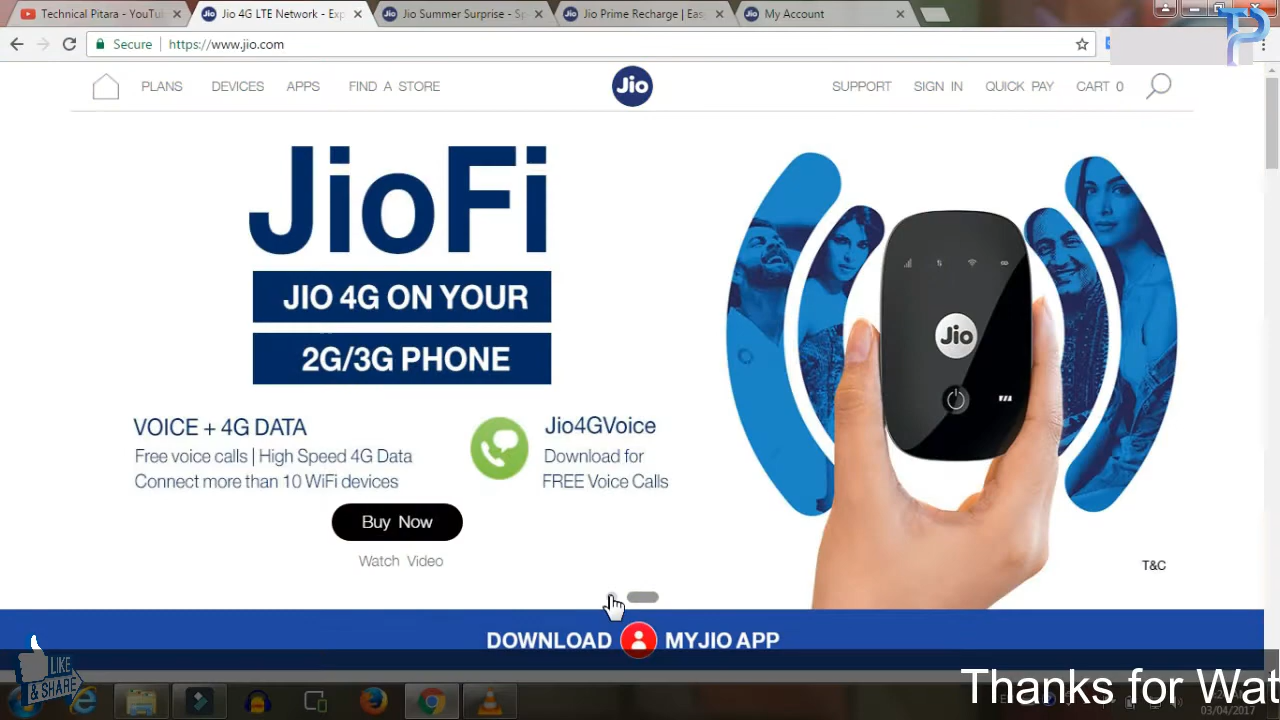 Technical Pitara - YouTu
Jio 4G LTE Network - Exp
Jio Summer Surprise - Sp
Jio Prime Recharge | Easy
My Account
Secure
https://www.jio.com
PLANS
DEVICES
APPS
FIND A STORE
Jio
SUPPORT
SIGN IN
QUICK PAY
CART 0
JioFi
JIO 4G ON YOUR
2G/3G PHONE
VOICE + 4G DATA
Free voice calls | High Speed 4G Data
Connect more than 10 WiFi devices
Jio4GVoice
Download for
FREE Voice Calls
Buy Now
Watch Video
Jio
T&C
DOWNLOAD MYJIO APP
LIKE
& SHARE
Thanks for Wat
03/04/2017